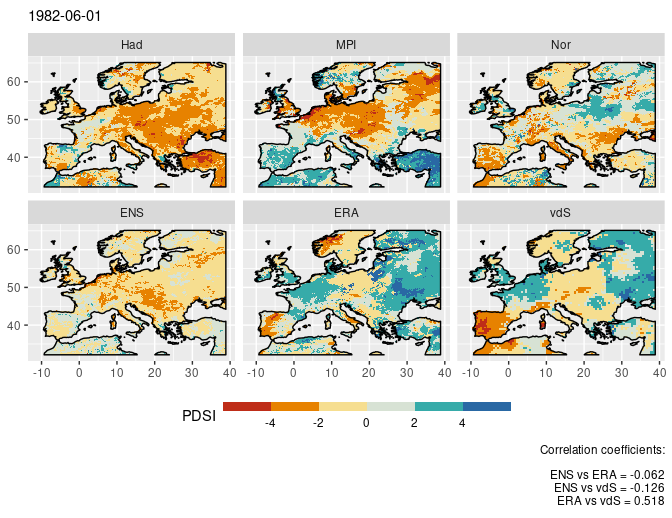 1982-06-01
Had MPI Nor
60
50
40
ENS ERA vdS
60
50
40
-10 0 10 20 30 40 -10 0 10 20 30 40 -10 0 10 20 30 40
PDSI
-4 -2 0 2 4
Correlation coefficients:
ENS vs ERA = -0.062
ENS vs vdS = -0.126
ERA vs vdS = 0.518